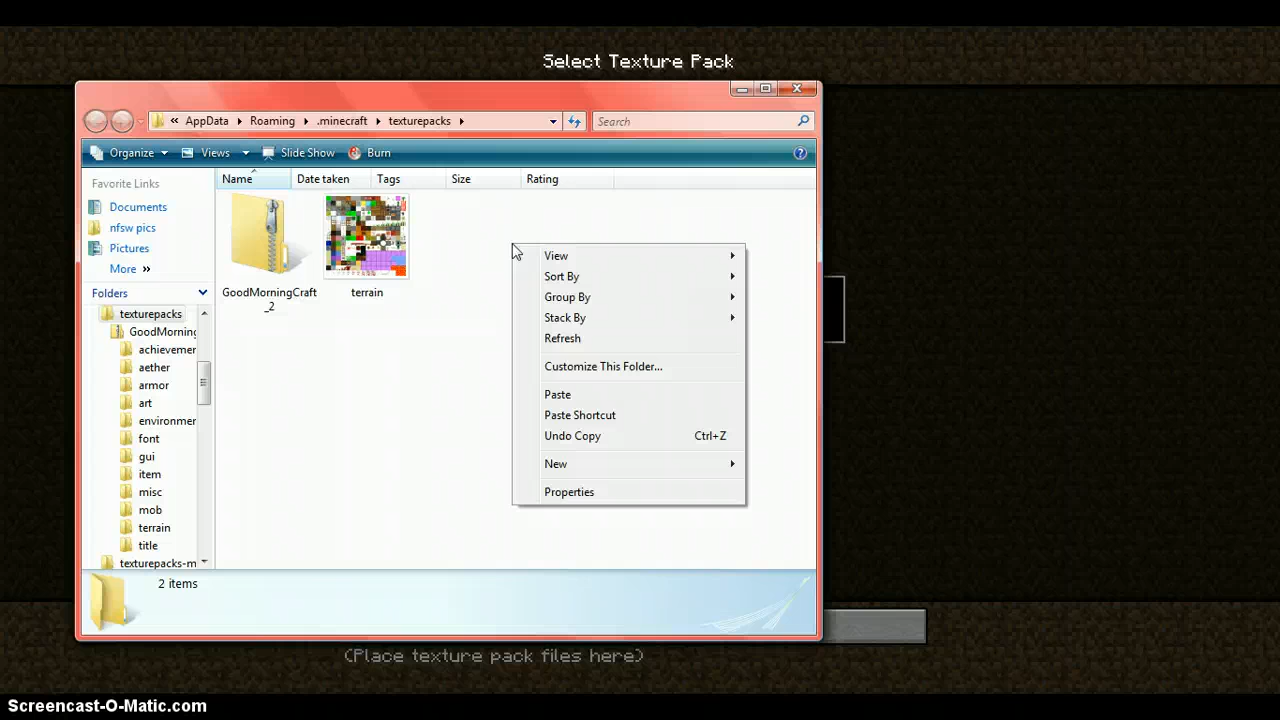 Select Texture Pack
« AppData Roaming .minecraft texturepacks
Search
Organize Views Slide Show Burn
Favorite Links
Documents
nfsw pics
Pictures
More »
Folders
texturepacks
GoodMorning
achievemer
aether
armor
art
environmer
font
gui
item
misc
mob
terrain
title
texturepacks-m
Name Date taken Tags Size Rating
GoodMorningCraft
_2
terrain
View
Sort By
Group By
Stack By
Refresh
Customize This Folder...
Paste
Paste Shortcut
Undo Copy Ctrl+Z
New
Properties
2 items
(Place texture pack files here)
Screencast-O-Matic.com